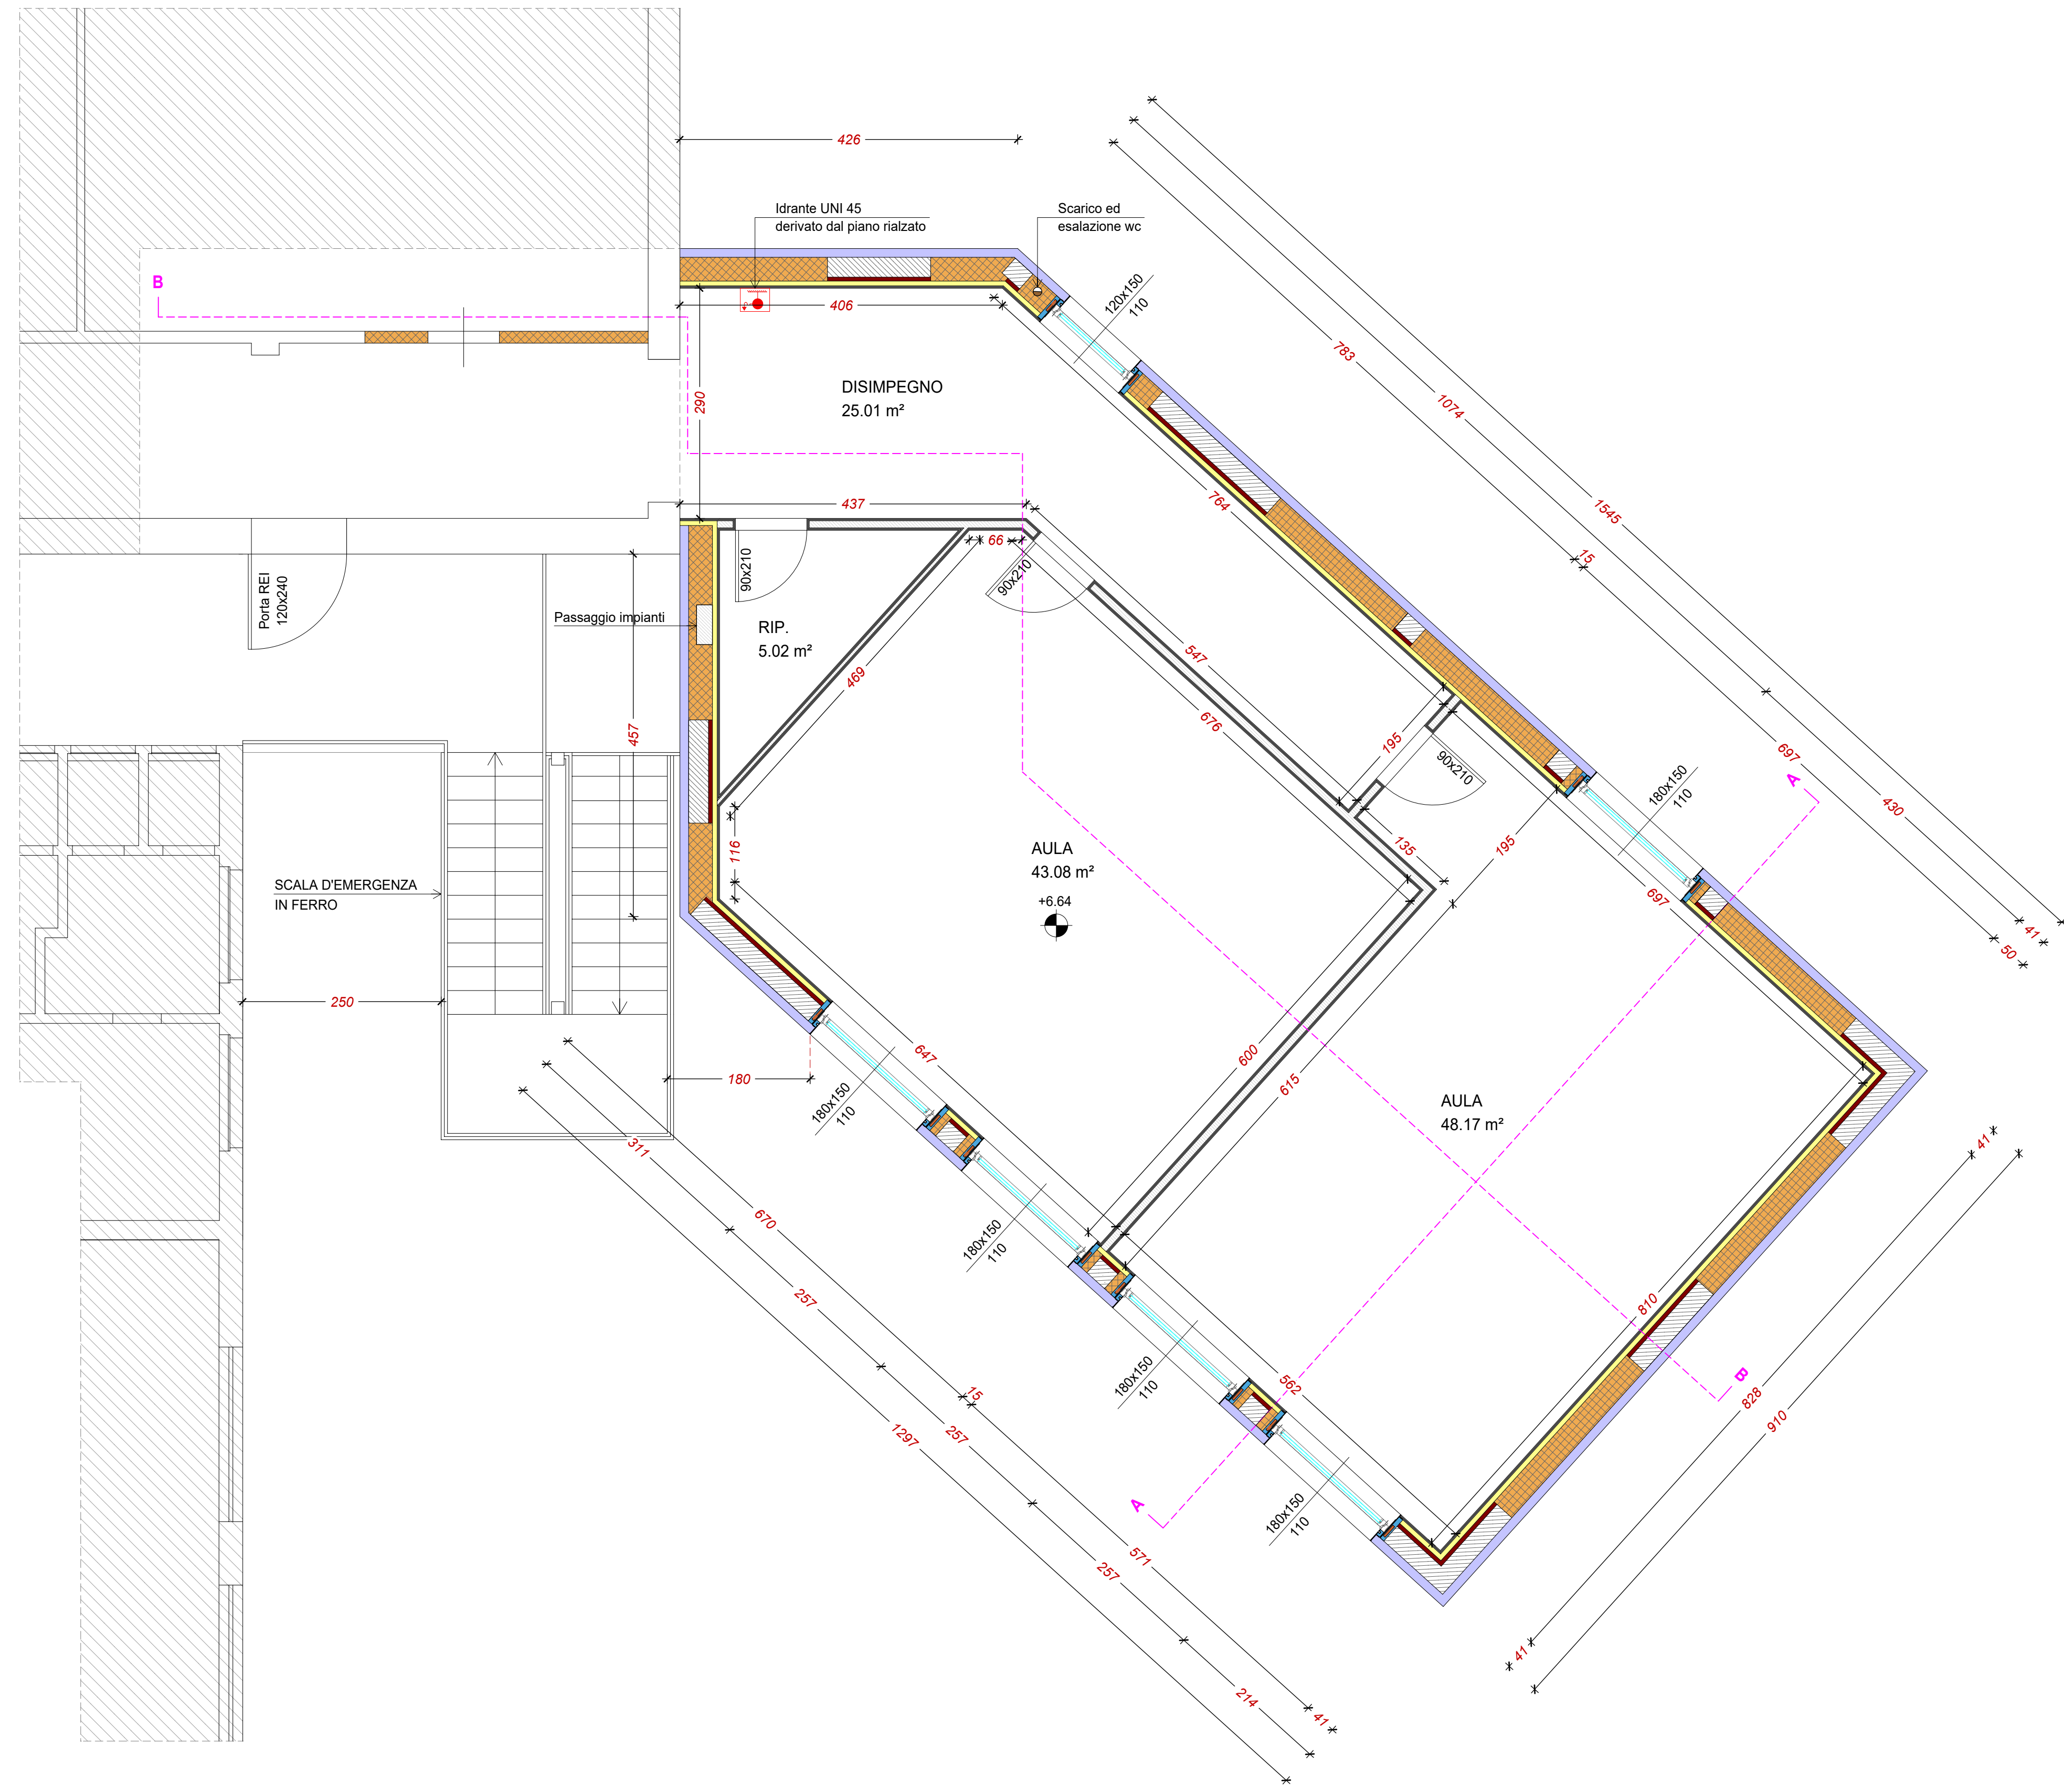 426
Idrante UNI 45
derivato dal piano rialzato
Scarico ed
esalazione wc
B
406
120x150
110
783
1074
1545
DISIMPEGNO
25.01 m²
290
764
437
15
66
90x210
90x210
Porta REI
120x240
Passaggio impianti
RIP.
5.02 m²
469
547
676
195
90x210
457
697
180x150
110
A
430
41
50
116
AULA
43.08 m²
+6.64
135
195
697
SCALA D'EMERGENZA
IN FERRO
250
180
647
600
615
AULA
48.17 m²
180x150
110
311
670
257
180x150
110
41
810
562
180x150
110
B
828
910
15
257
1297
A
180x150
110
571
257
41
214
41